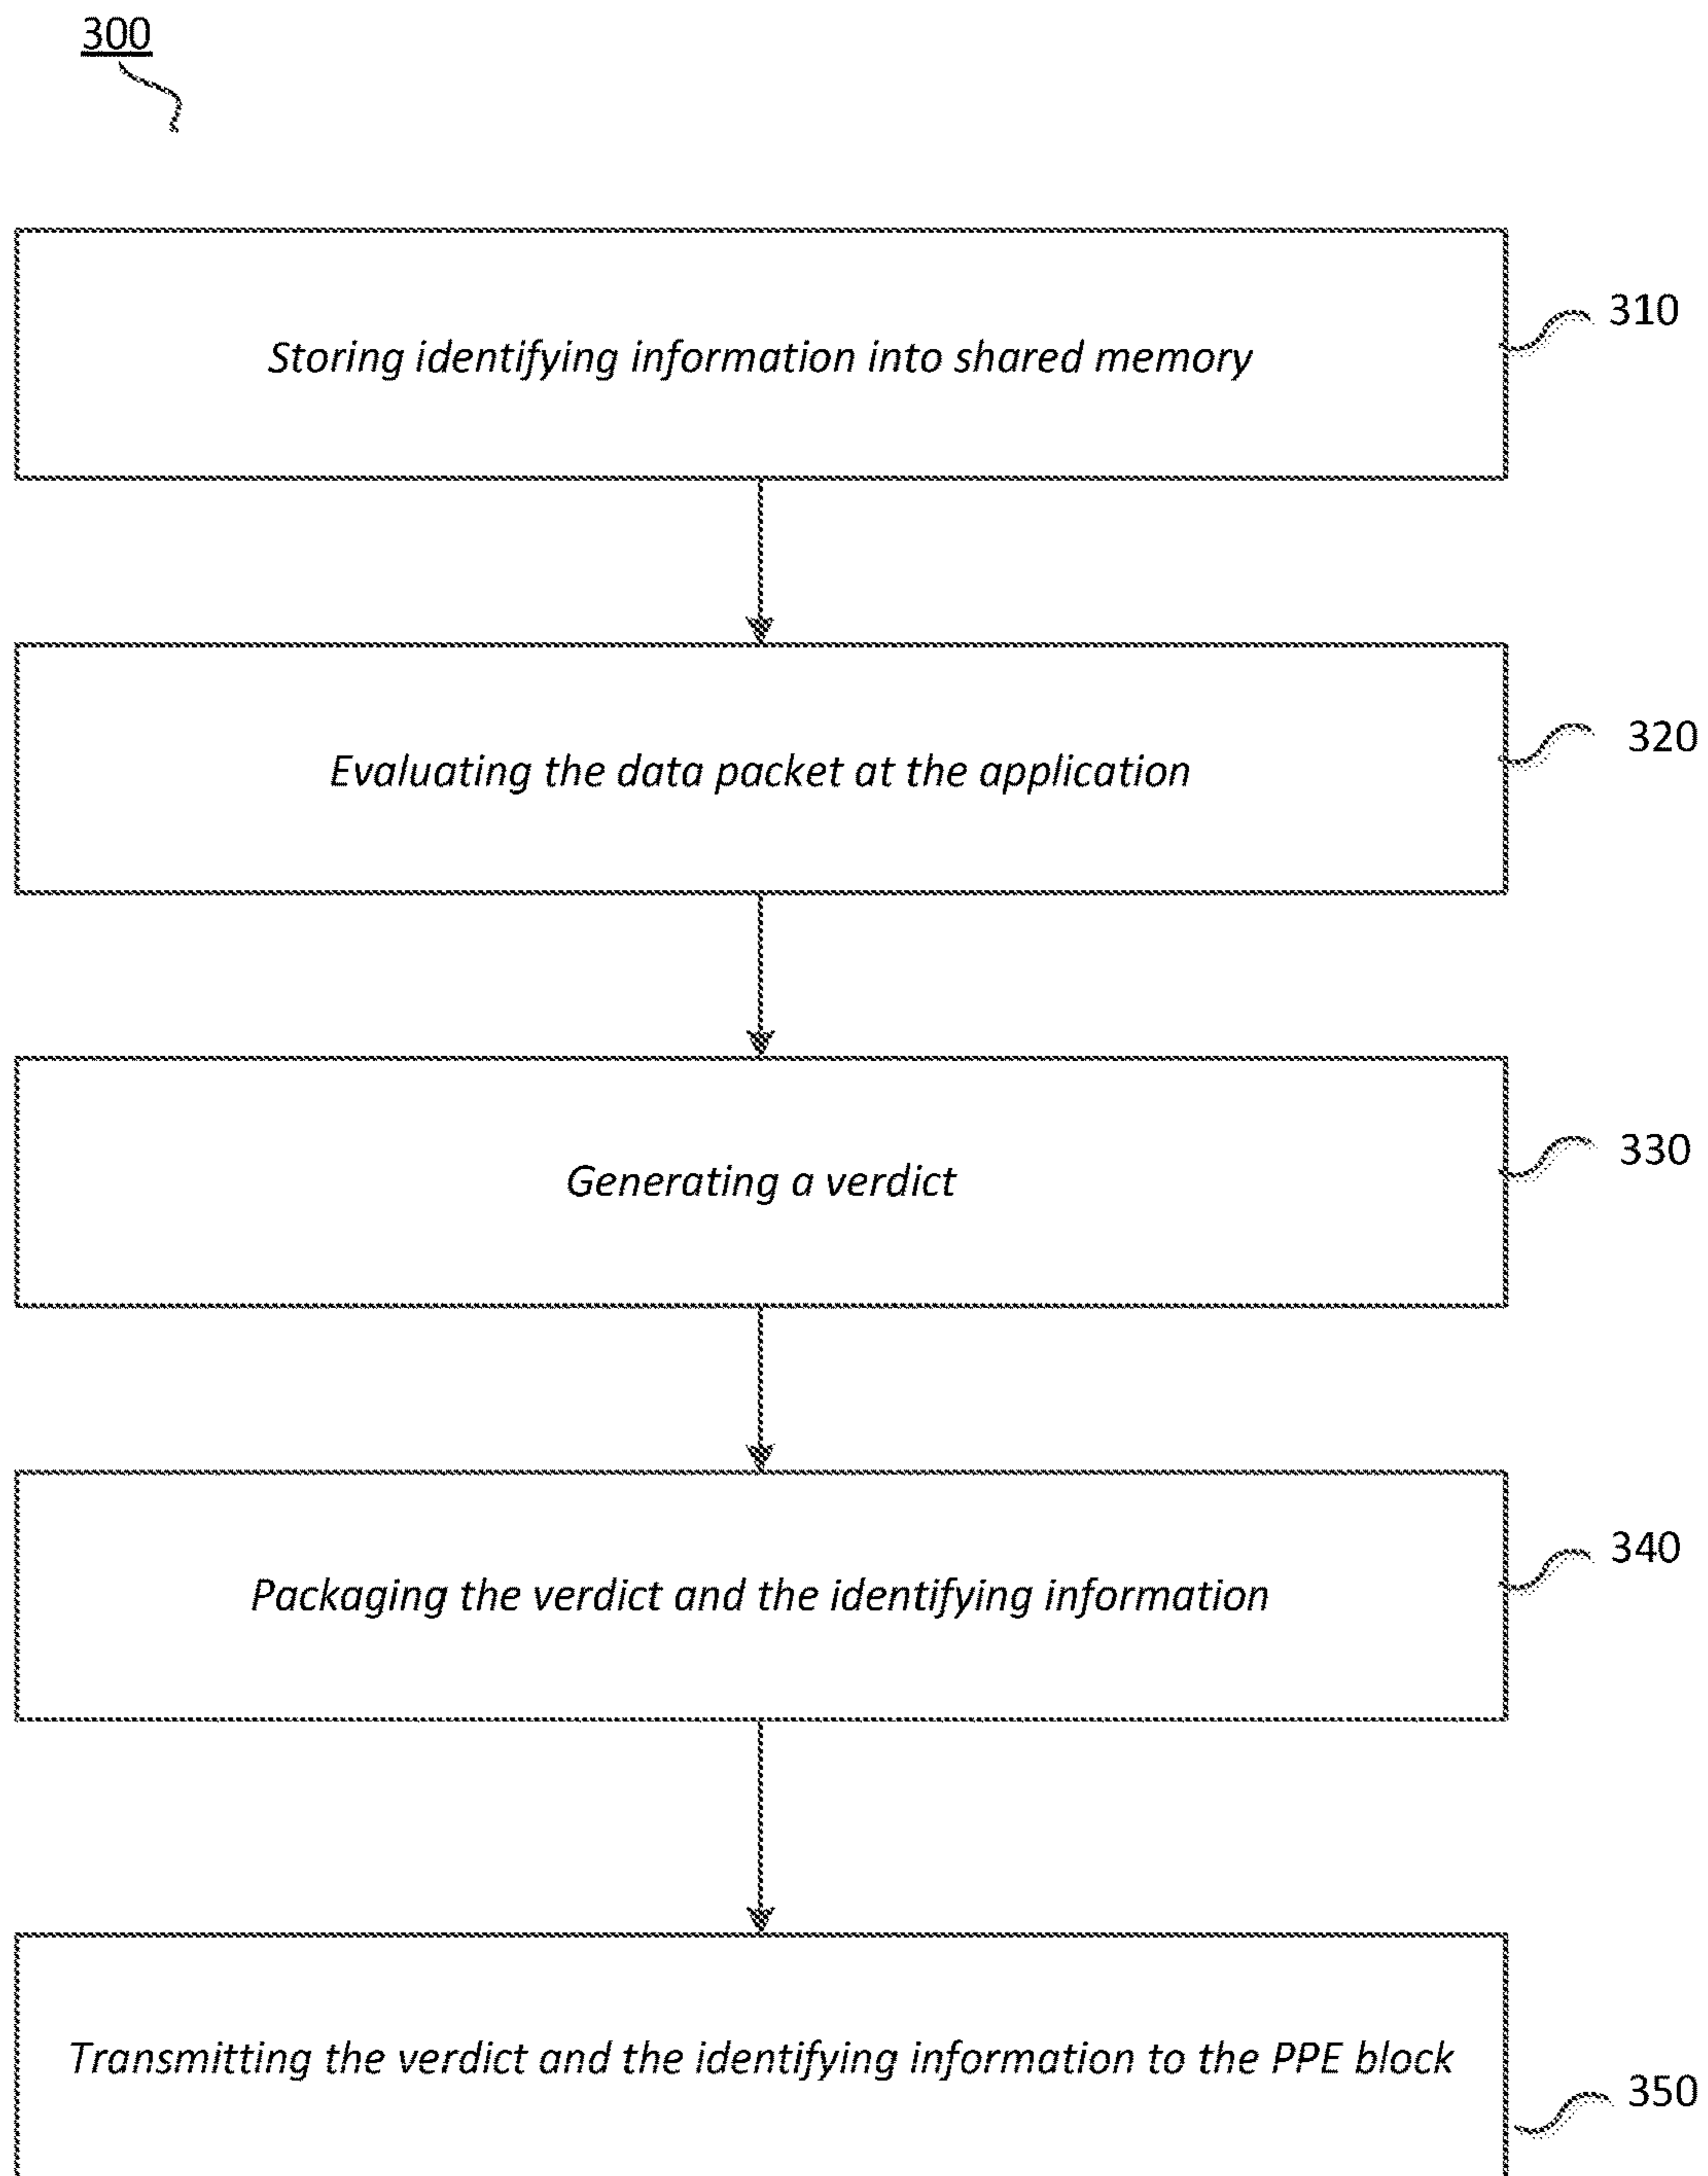 300
Storing identifying information into shared memory
310
Evaluating the data packet at the application
320
Generating a verdict
330
Packaging the verdict and the identifying information
340
Transmitting the verdict and the identifying information to the PPE block
350